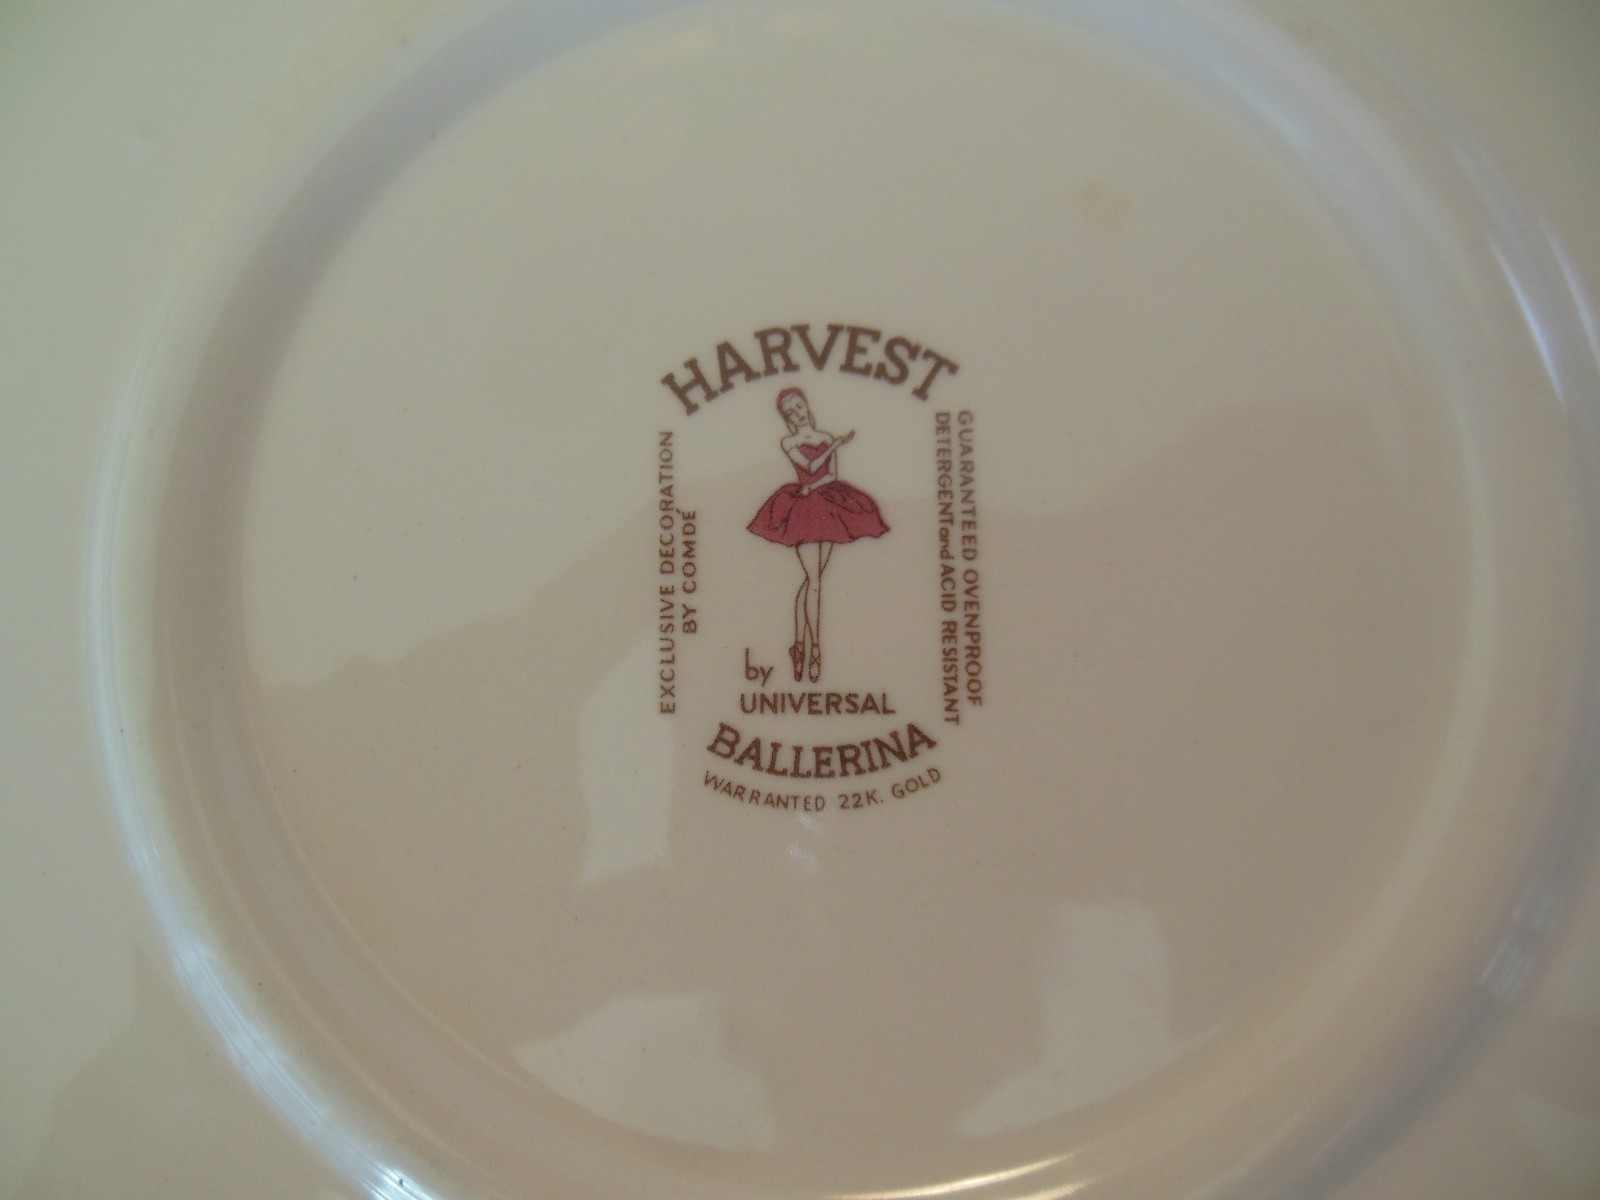 HARVEST
EXCLUSIVE DECORATION
BY COMDÉ
GUARANTEED OVENPROOF
DETERGENT and ACID RESISTANT
by
UNIVERSAL
BALLERINA
WARRANTED 22K. GOLD